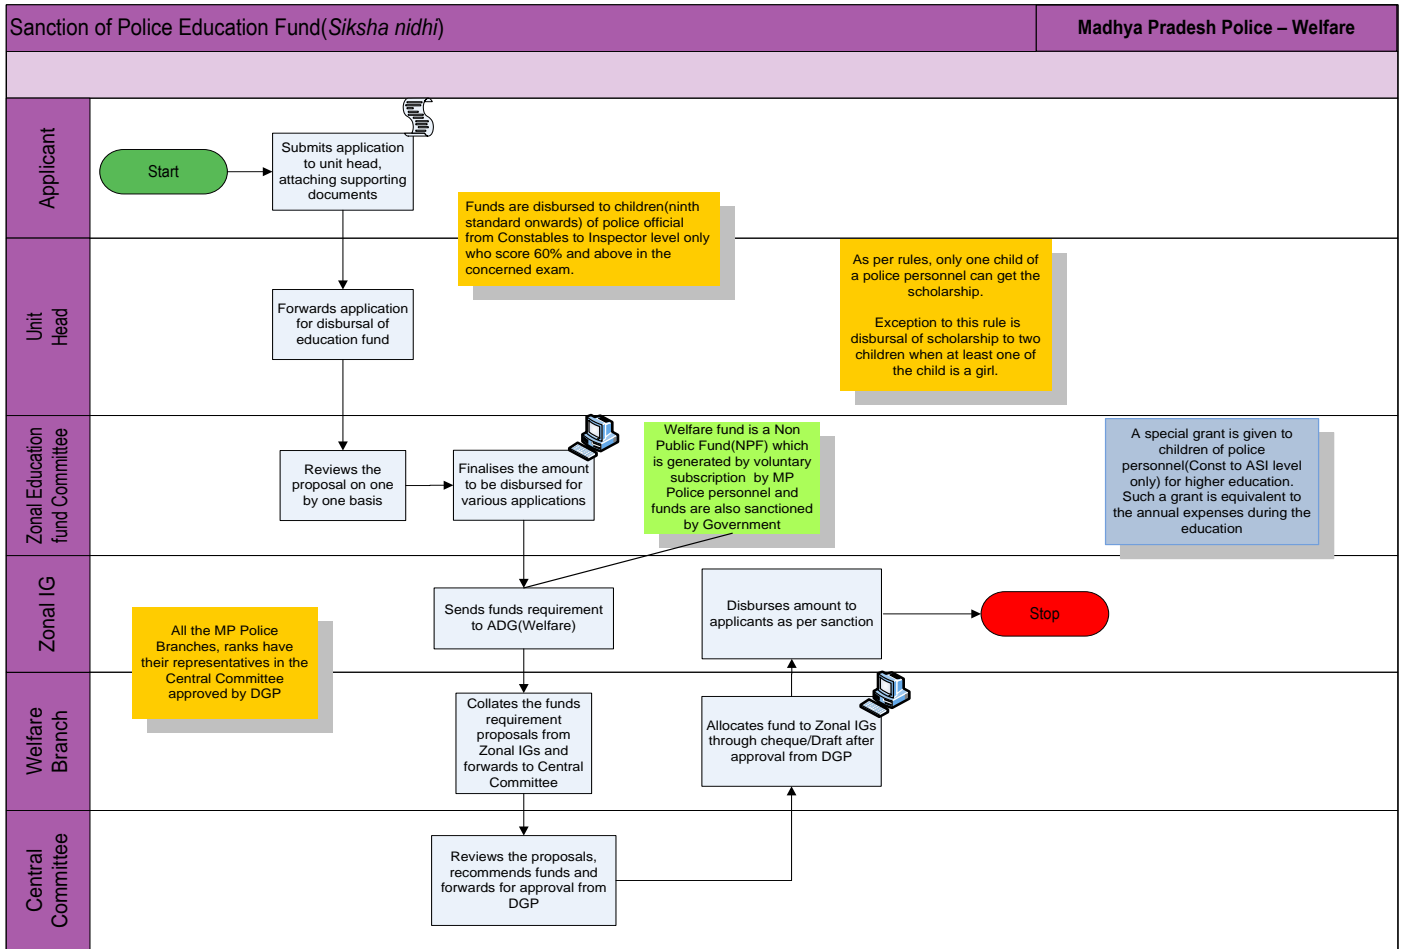 Sanction of Police Education Fund(Siksha nidhi)
Madhya Pradesh Police – Welfare
Applicant
Start
Submits application
to unit head,
attaching supporting
documents
Funds are disbursed to children(ninth
standard onwards) of police official
from Constables to Inspector level only
who score 60% and above in the
concerned exam.
Unit
Head
Forwards application
for disbursal of
education fund
As per rules, only one child of
a police personnel can get the
scholarship.
Exception to this rule is
disbursal of scholarship to two
children when at least one of
the child is a girl.
Zonal Education
fund Committee
Reviews the
proposal on one
by one basis
Finalises the amount
to be disbursed for
various applications
Welfare fund is a Non
Public Fund(NPF) which
is generated by voluntary
subscription by MP
Police personnel and
funds are also sanctioned
by Government
A special grant is given to
children of police
personnel(Const to ASI level
only) for higher education.
Such a grant is equivalent to
the annual expenses during the
education
Zonal IG
Sends funds requirement
to ADG(Welfare)
Disburses amount to
applicants as per sanction
Stop
All the MP Police
Branches, ranks have
their representatives in the
Central Committee
approved by DGP
Welfare
Branch
Collates the funds
requirement
proposals from
Zonal IGs and
forwards to Central
Committee
Allocates fund to Zonal IGs
through cheque/Draft after
approval from DGP
Central
Committee
Reviews the proposals,
recommends funds and
forwards for approval from
DGP